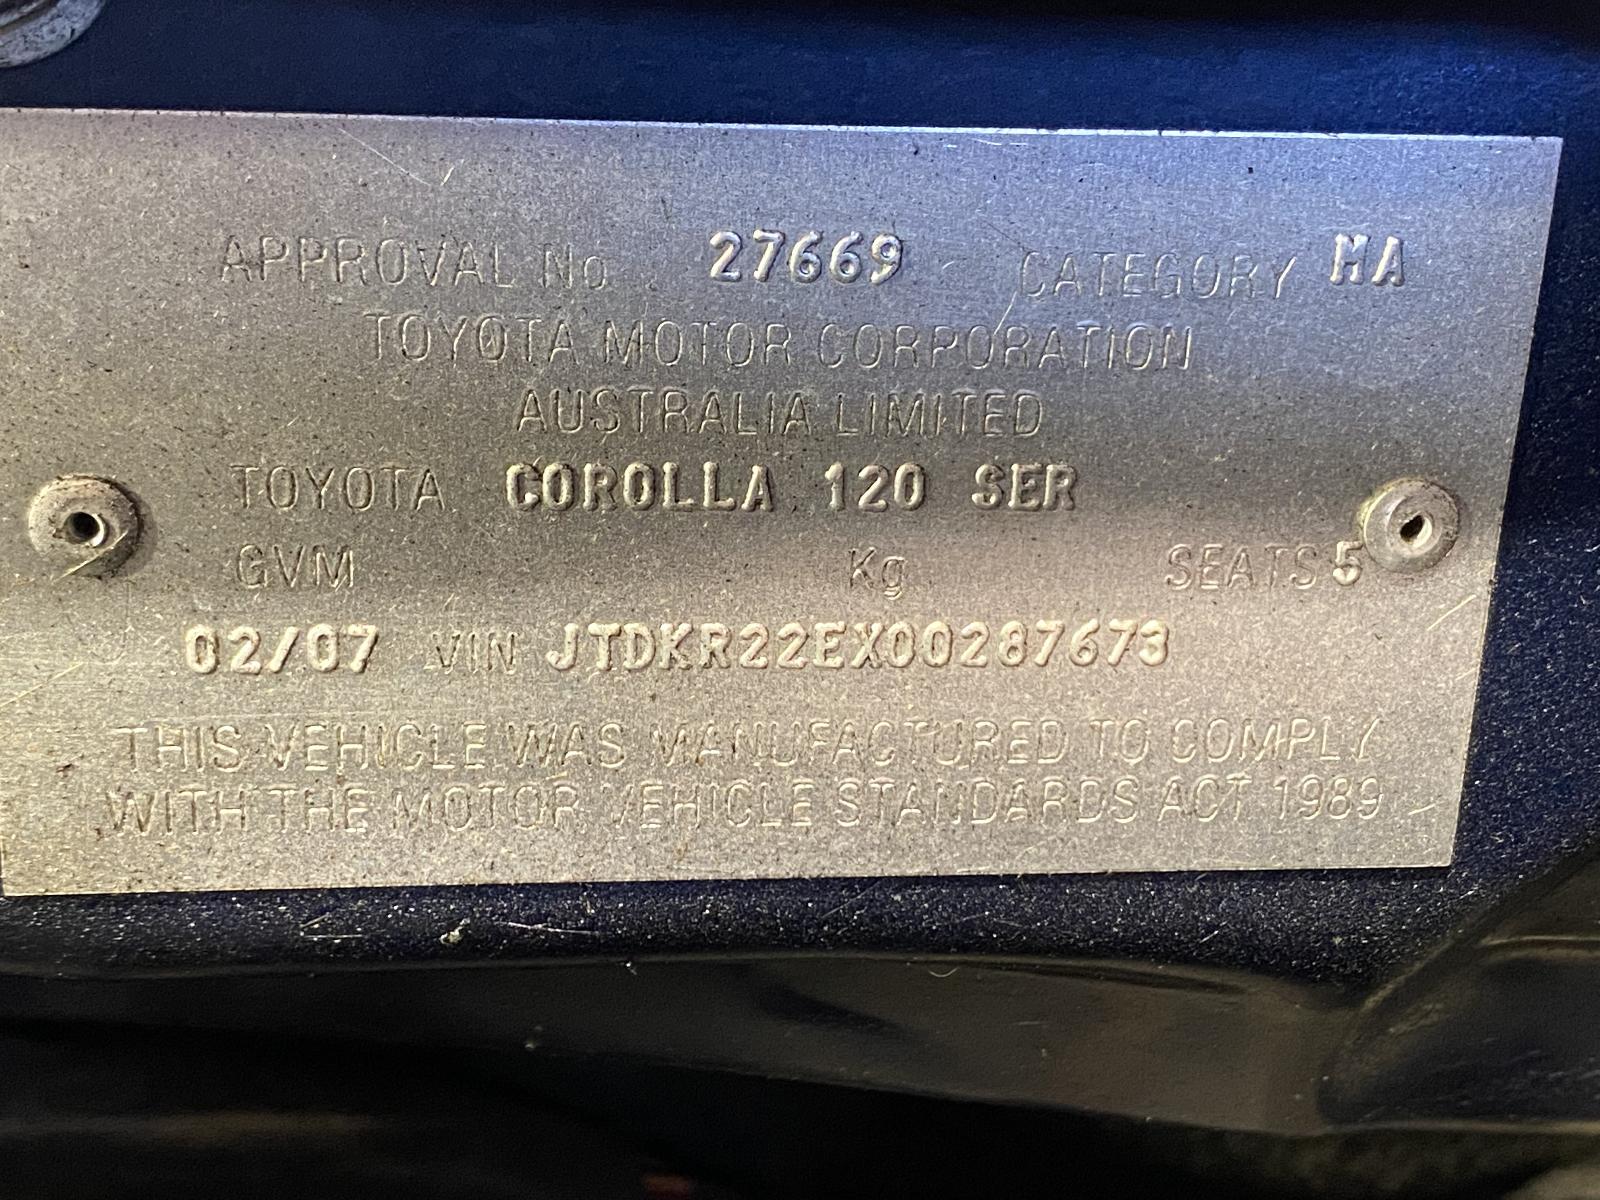 APPROVAL No 27669 CATEGORY MA
TOYOTA MOTOR CORPORATION
AUSTRALIA LIMITED
TOYOTA COROLLA 120 SER
GVM Kg SEATS 5
02/07 VIN JTDKR22EX00287673
THIS VEHICLE WAS MANUFACTURED TO COMPLY
WITH THE MOTOR VEHICLE STANDARDS ACT 1989